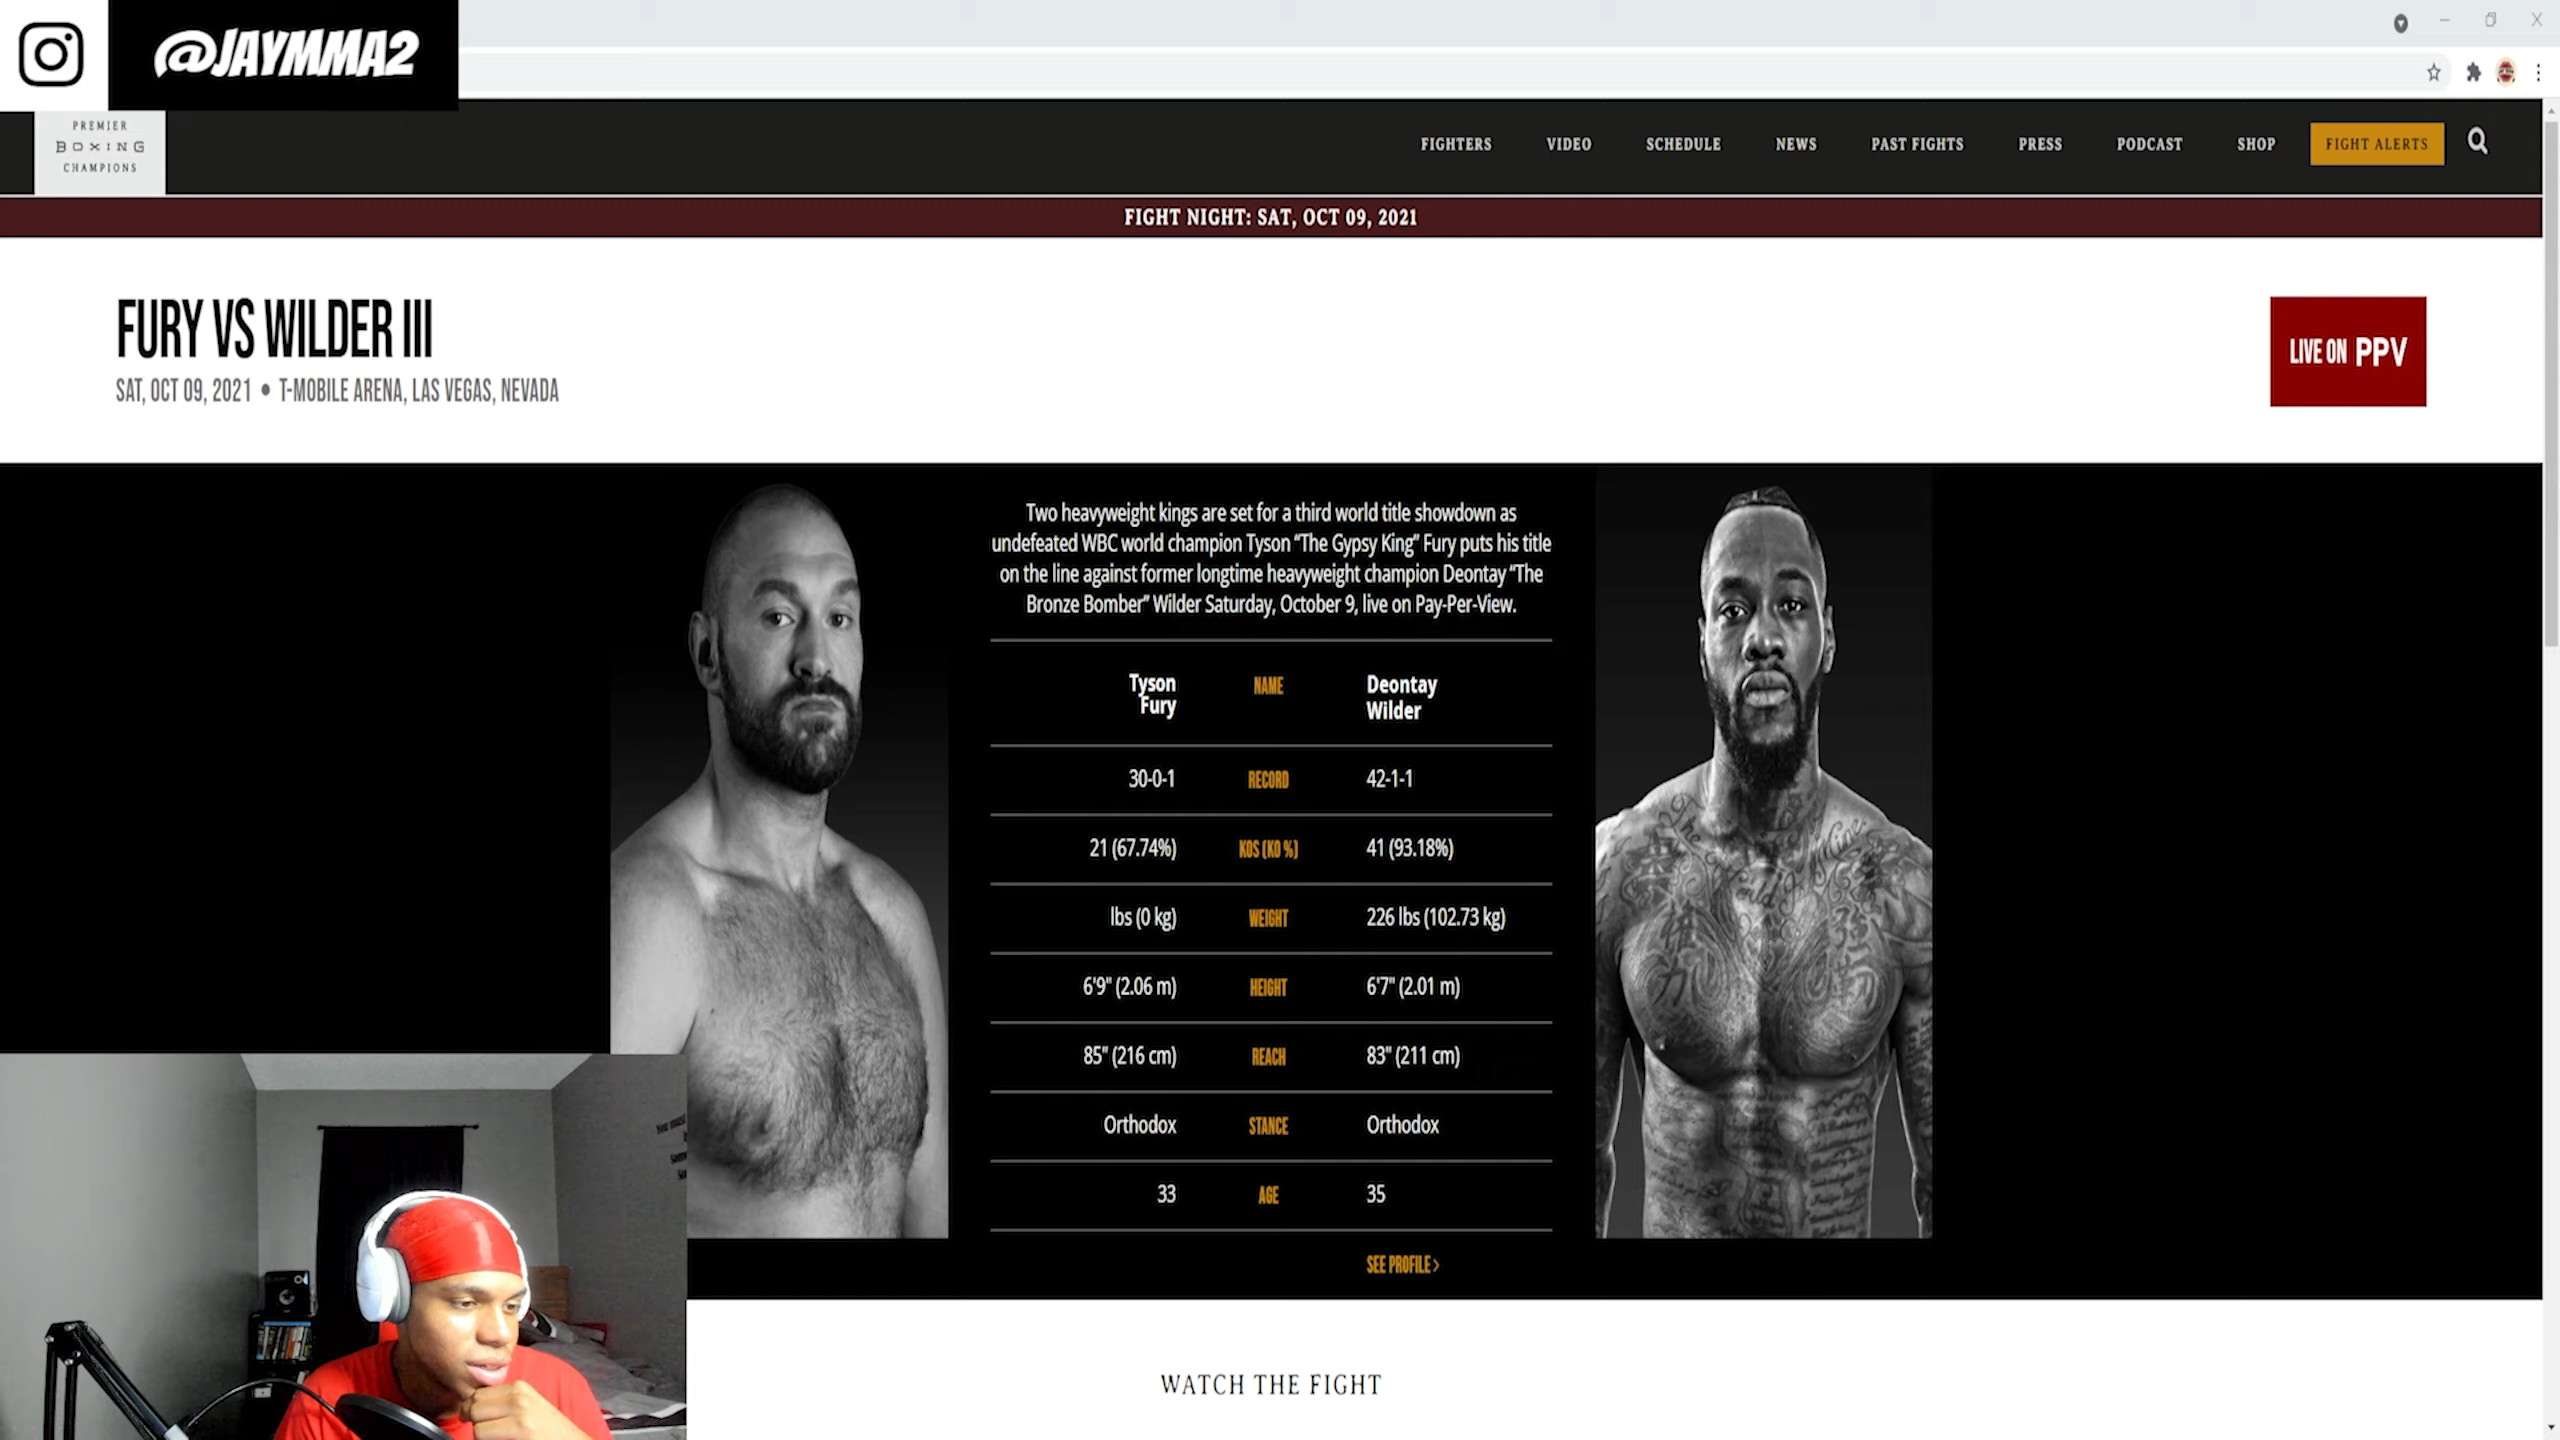 @JAYMMA2
PREMIER
BOXING
CHAMPIONS
FIGHTERS
VIDEO
SCHEDULE
NEWS
PAST FIGHTS
PRESS
PODCAST
SHOP
FIGHT ALERTS
FIGHT NIGHT: SAT, OCT 09, 2021
FURY VS WILDER III
SAT, OCT 09, 2021 • T-MOBILE ARENA, LAS VEGAS, NEVADA
LIVE ON PPV
Two heavyweight kings are set for a third world title showdown as
undefeated WBC world champion Tyson “The Gypsy King” Fury puts his title
on the line against former longtime heavyweight champion Deontay “The
Bronze Bomber” Wilder Saturday, October 9, live on Pay-Per-View.
Tyson Fury NAME Deontay Wilder
30-0-1 RECORD 42-1-1
21 (67.74%) KOS (KO %) 41 (93.18%)
lbs (0 kg) WEIGHT 226 lbs (102.73 kg)
6'9" (2.06 m) HEIGHT 6'7" (2.01 m)
85" (216 cm) REACH 83" (211 cm)
Orthodox STANCE Orthodox
33 AGE 35
SEE PROFILE >
You must
WATCH THE FIGHT